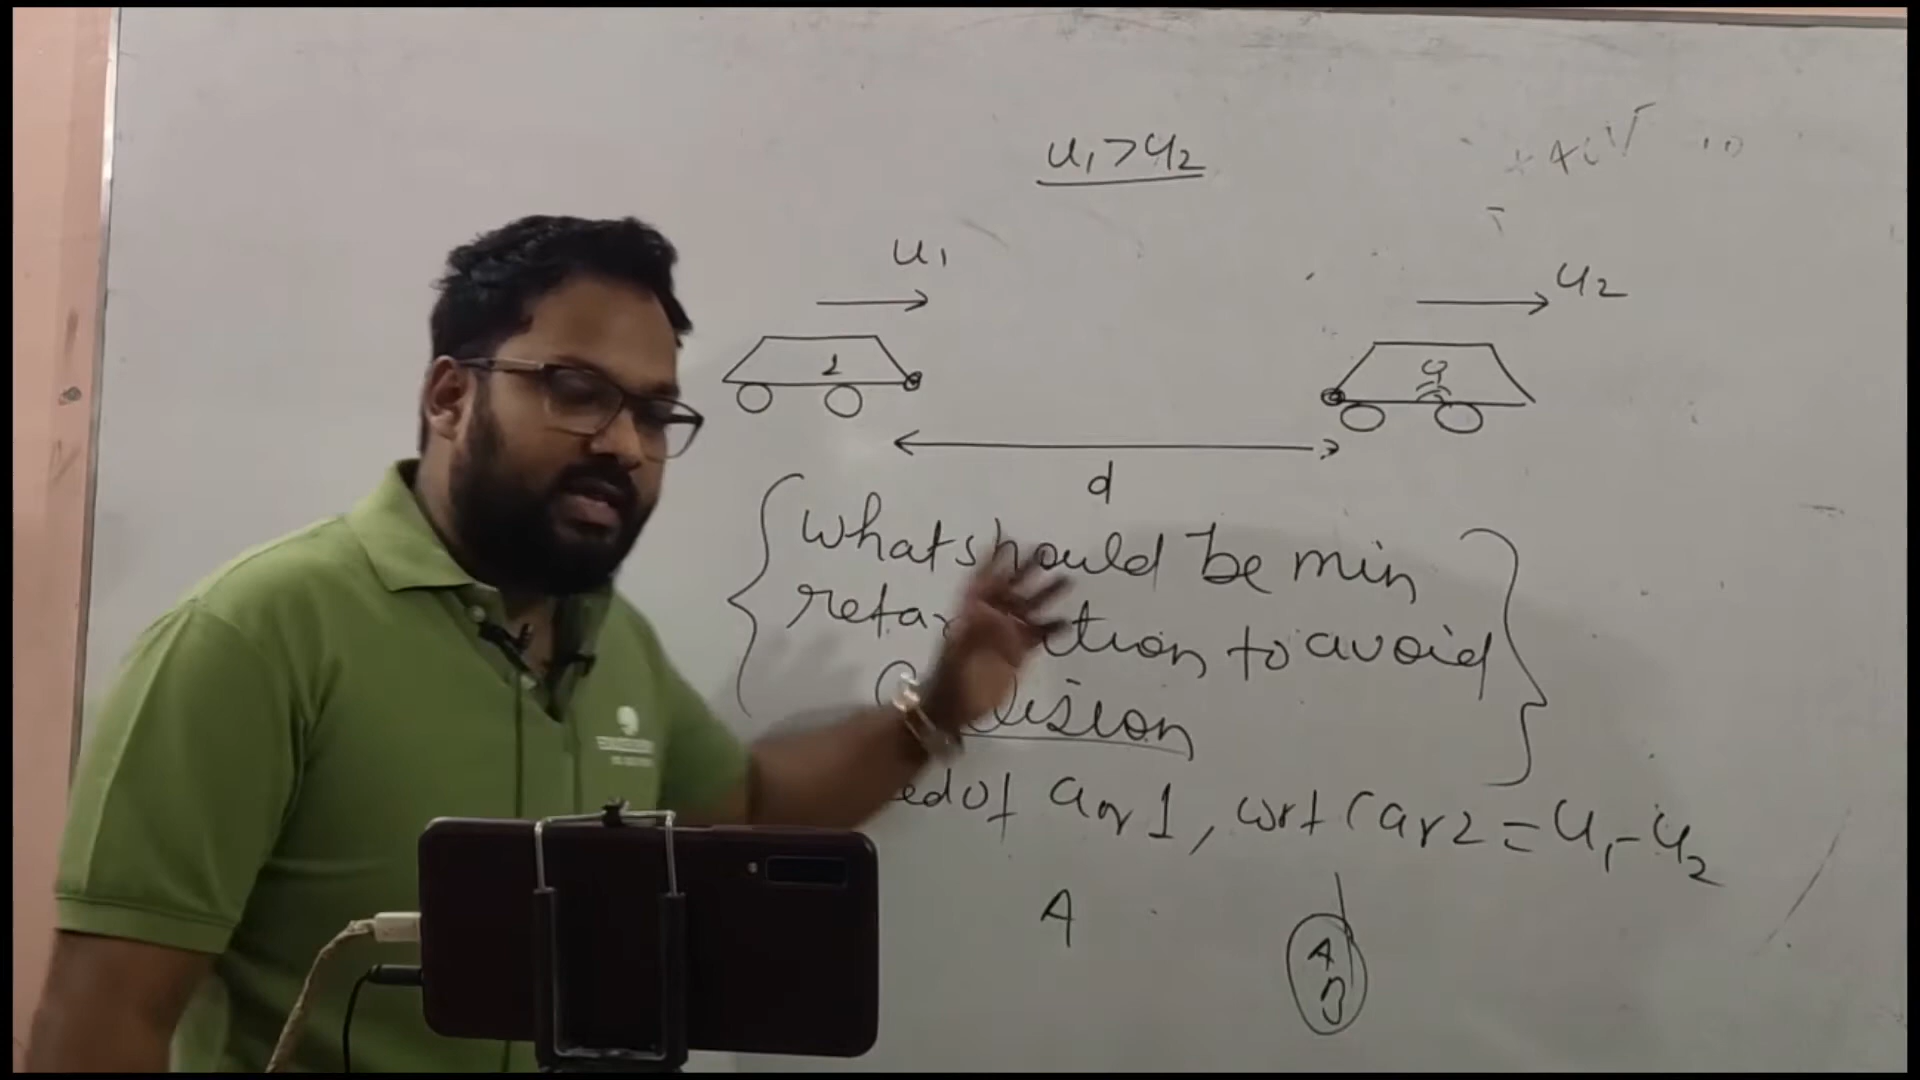 u₁>u₂
u₁
u₂
1
d
what should be min
to avoid
of car 1, wrt Car 2 = u₁-u₂
A
A
B